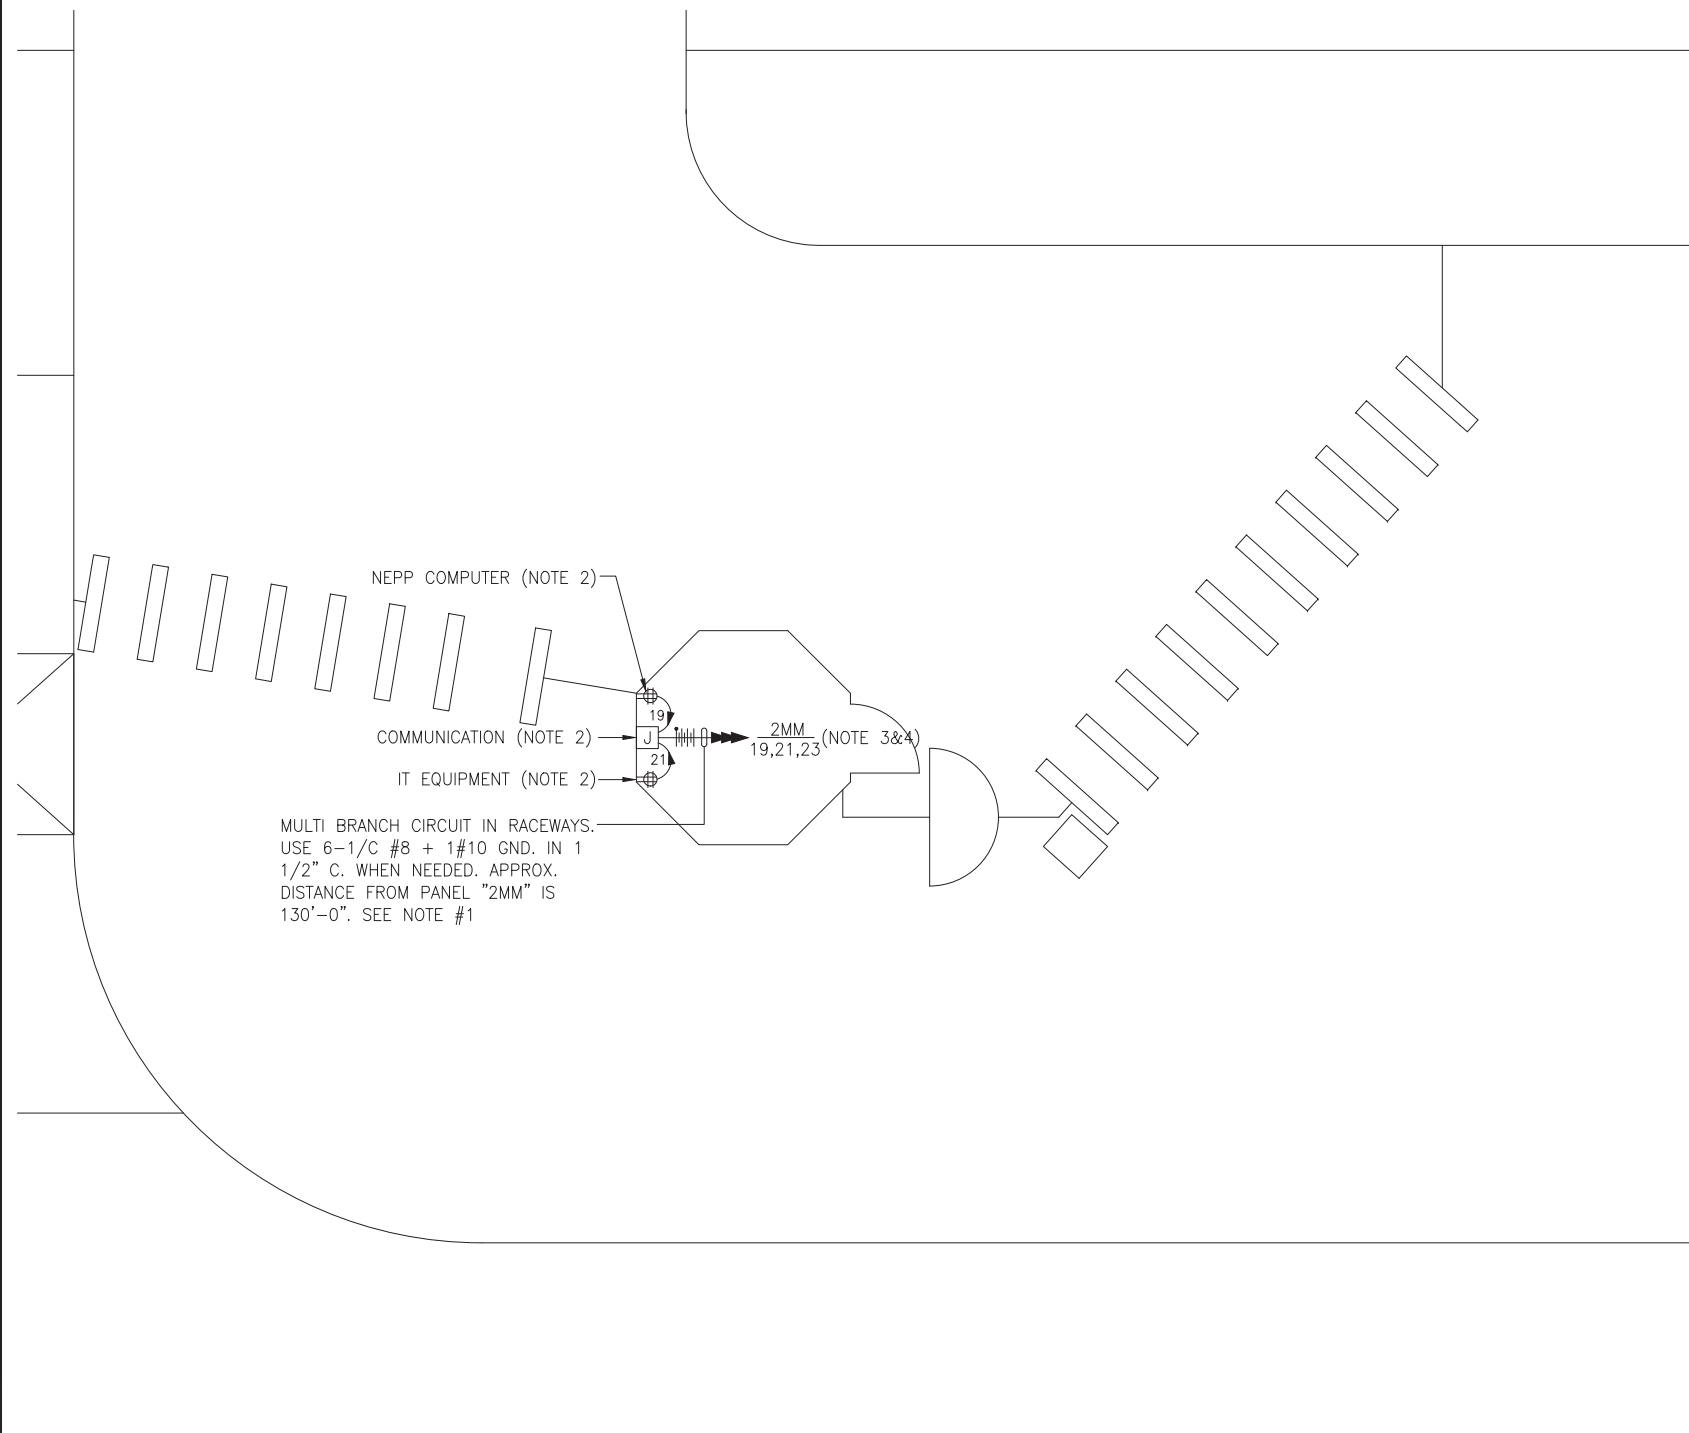 NEPP COMPUTER (NOTE 2)
19
COMMUNICATION (NOTE 2)
J
2MM
19,21,23
(NOTE 3&4)
21
IT EQUIPMENT (NOTE 2)
MULTI BRANCH CIRCUIT IN RACEWAYS.
USE 6-1/C #8 + 1#10 GND. IN 1
1/2" C. WHEN NEEDED. APPROX.
DISTANCE FROM PANEL "2MM" IS
130'-0". SEE NOTE #1